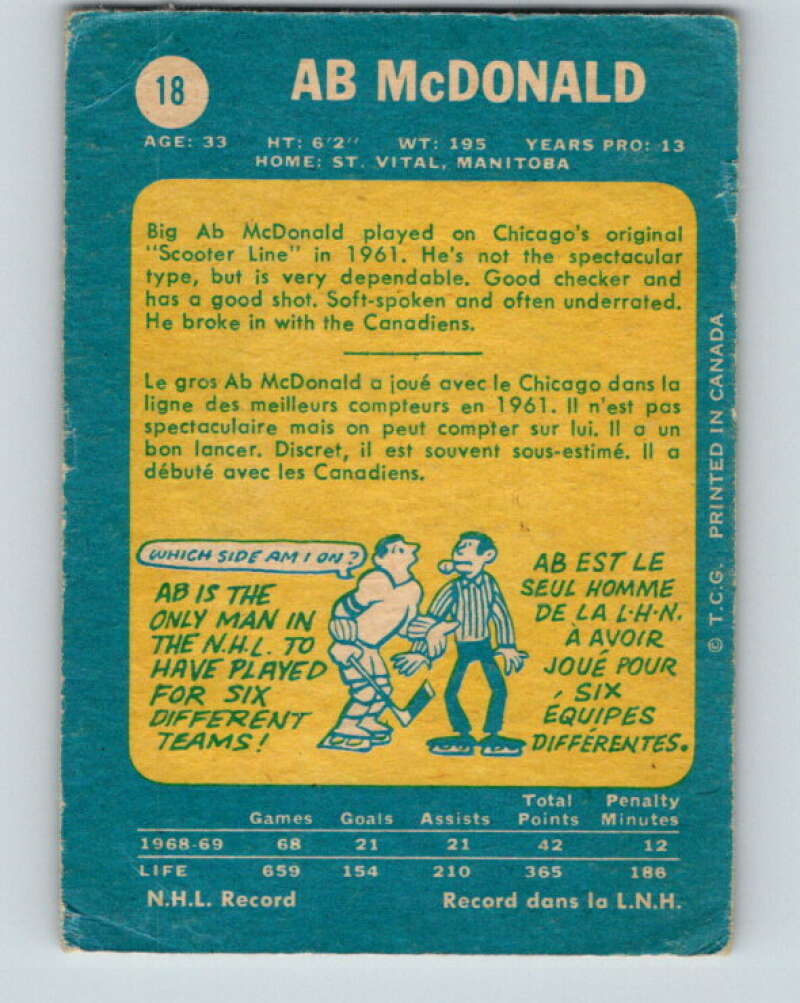 18
AB McDONALD
AGE: 33 HT: 6'2" WT: 195 YEARS PRO: 13
HOME: ST. VITAL, MANITOBA
Big Ab McDonald played on Chicago's original
"Scooter Line" in 1961. He's not the spectacular
type, but is very dependable. Good checker and
has a good shot. Soft-spoken and often underrated.
He broke in with the Canadiens.
Le gros Ab McDonald a joué avec le Chicago dans la
ligne des meilleurs compteurs en 1961. Il n'est pas
spectaculaire mais on peut compter sur lui. Il a un
bon lancer. Discret, il est souvent sous-estimé. Il a
débuté avec les Canadiens.
WHICH SIDE AM I ON?
AB IS THE
ONLY MAN IN
THE N.H.L. TO
HAVE PLAYED
FOR SIX
DIFFERENT
TEAMS!
AB EST LE
SEUL HOMME
DE LA L.H.N.
À AVOIR
JOUÉ POUR
SIX
ÉQUIPES
DIFFÉRENTES.
© T.C.G. PRINTED IN CANADA
Games Goals Assists Total Points Penalty Minutes
1968-69 68 21 21 42 12
LIFE 659 154 210 365 186
N.H.L. Record Record dans la L.N.H.